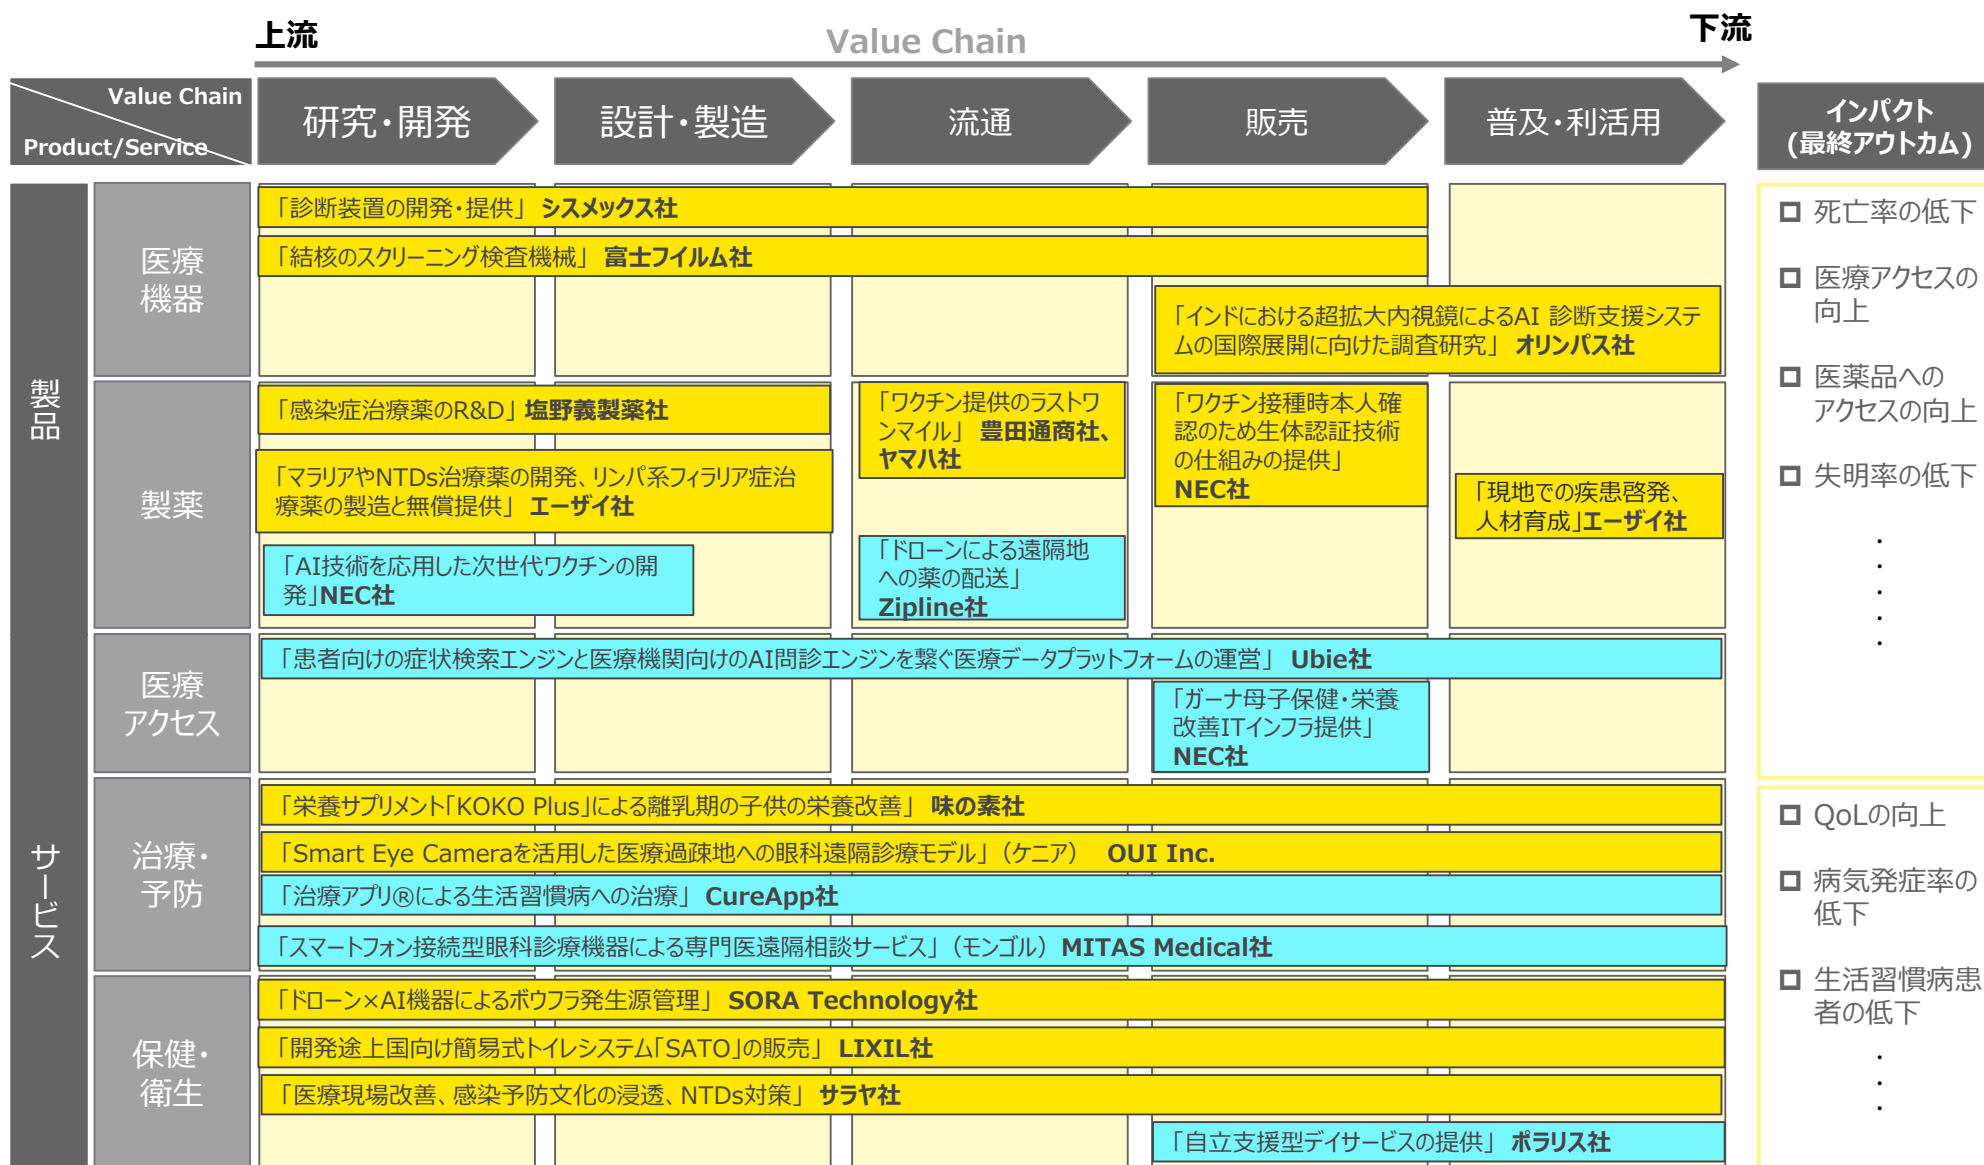 上流
Value Chain
下流
Value Chain
Product/Service
研究・開発
設計・製造
流通
販売
普及・利活用
インパクト
(最終アウトカム)
製品
医療
機器
「診断装置の開発・提供」 シスメックス社
「結核のスクリーニング検査機械」 富士フイルム社
「インドにおける超拡大内視鏡によるAI 診断支援システ
ムの国際展開に向けた調査研究」 オリンパス社
製薬
「感染症治療薬のR&D」塩野義製薬社
「マラリアやNTDs治療薬の開発、リンパ系フィラリア症治
療薬の製造と無償提供」 エーザイ社
「AI技術を応用した次世代ワクチンの開
発」NEC社
「ワクチン提供のラストワ
ンマイル」 豊田通商社、
ヤマハ社
「ドローンによる遠隔地
への薬の配送」
Zipline社
「ワクチン接種時本人確
認のため生体認証技術
の仕組みの提供」
NEC社
「現地での疾患啓発、
人材育成」エーザイ社
サービス
医療
アクセス
「患者向けの症状検索エンジンと医療機関向けのAI問診エンジンを繋ぐ医療データプラットフォームの運営」 Ubie社
「ガーナ母子保健・栄養
改善ITインフラ提供」
NEC社
治療・
予防
「栄養サプリメント「KOKO Plus」による離乳期の子供の栄養改善」 味の素社
「Smart Eye Cameraを活用した医療過疎地への眼科遠隔診療モデル」（ケニア） OUI Inc.
「治療アプリ®による生活習慣病への治療」 CureApp社
「スマートフォン接続型眼科診療機器による専門医遠隔相談サービス」（モンゴル）MITAS Medical社
保健・
衛生
「ドローン×AI機器によるボウフラ発生源管理」 SORA Technology社
「開発途上国向け簡易式トイレシステム「SATO」の販売」 LIXIL社
「医療現場改善、感染予防文化の浸透、NTDs対策」 サラヤ社
「自立支援型デイサービスの提供」 ポラリス社
死亡率の低下
医療アクセスの
向上
医薬品への
アクセスの向上
失明率の低下
・
・
・
・
・
QoLの向上
病気発症率の
低下
生活習慣病患
者の低下
・
・
・